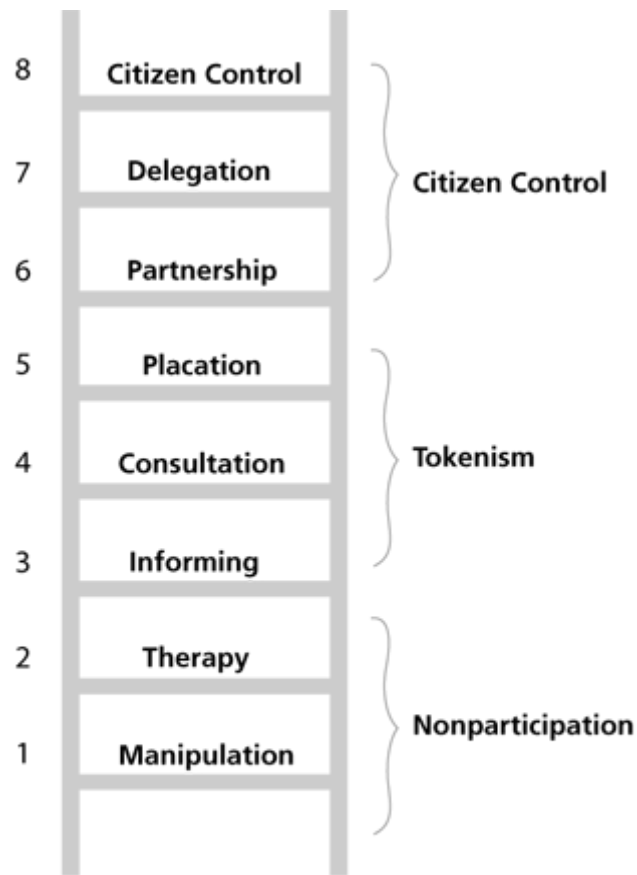 8 Citizen Control
7 Delegation
Citizen Control
6 Partnership
5 Placation
4 Consultation
Tokenism
3 Informing
2 Therapy
Nonparticipation
1 Manipulation